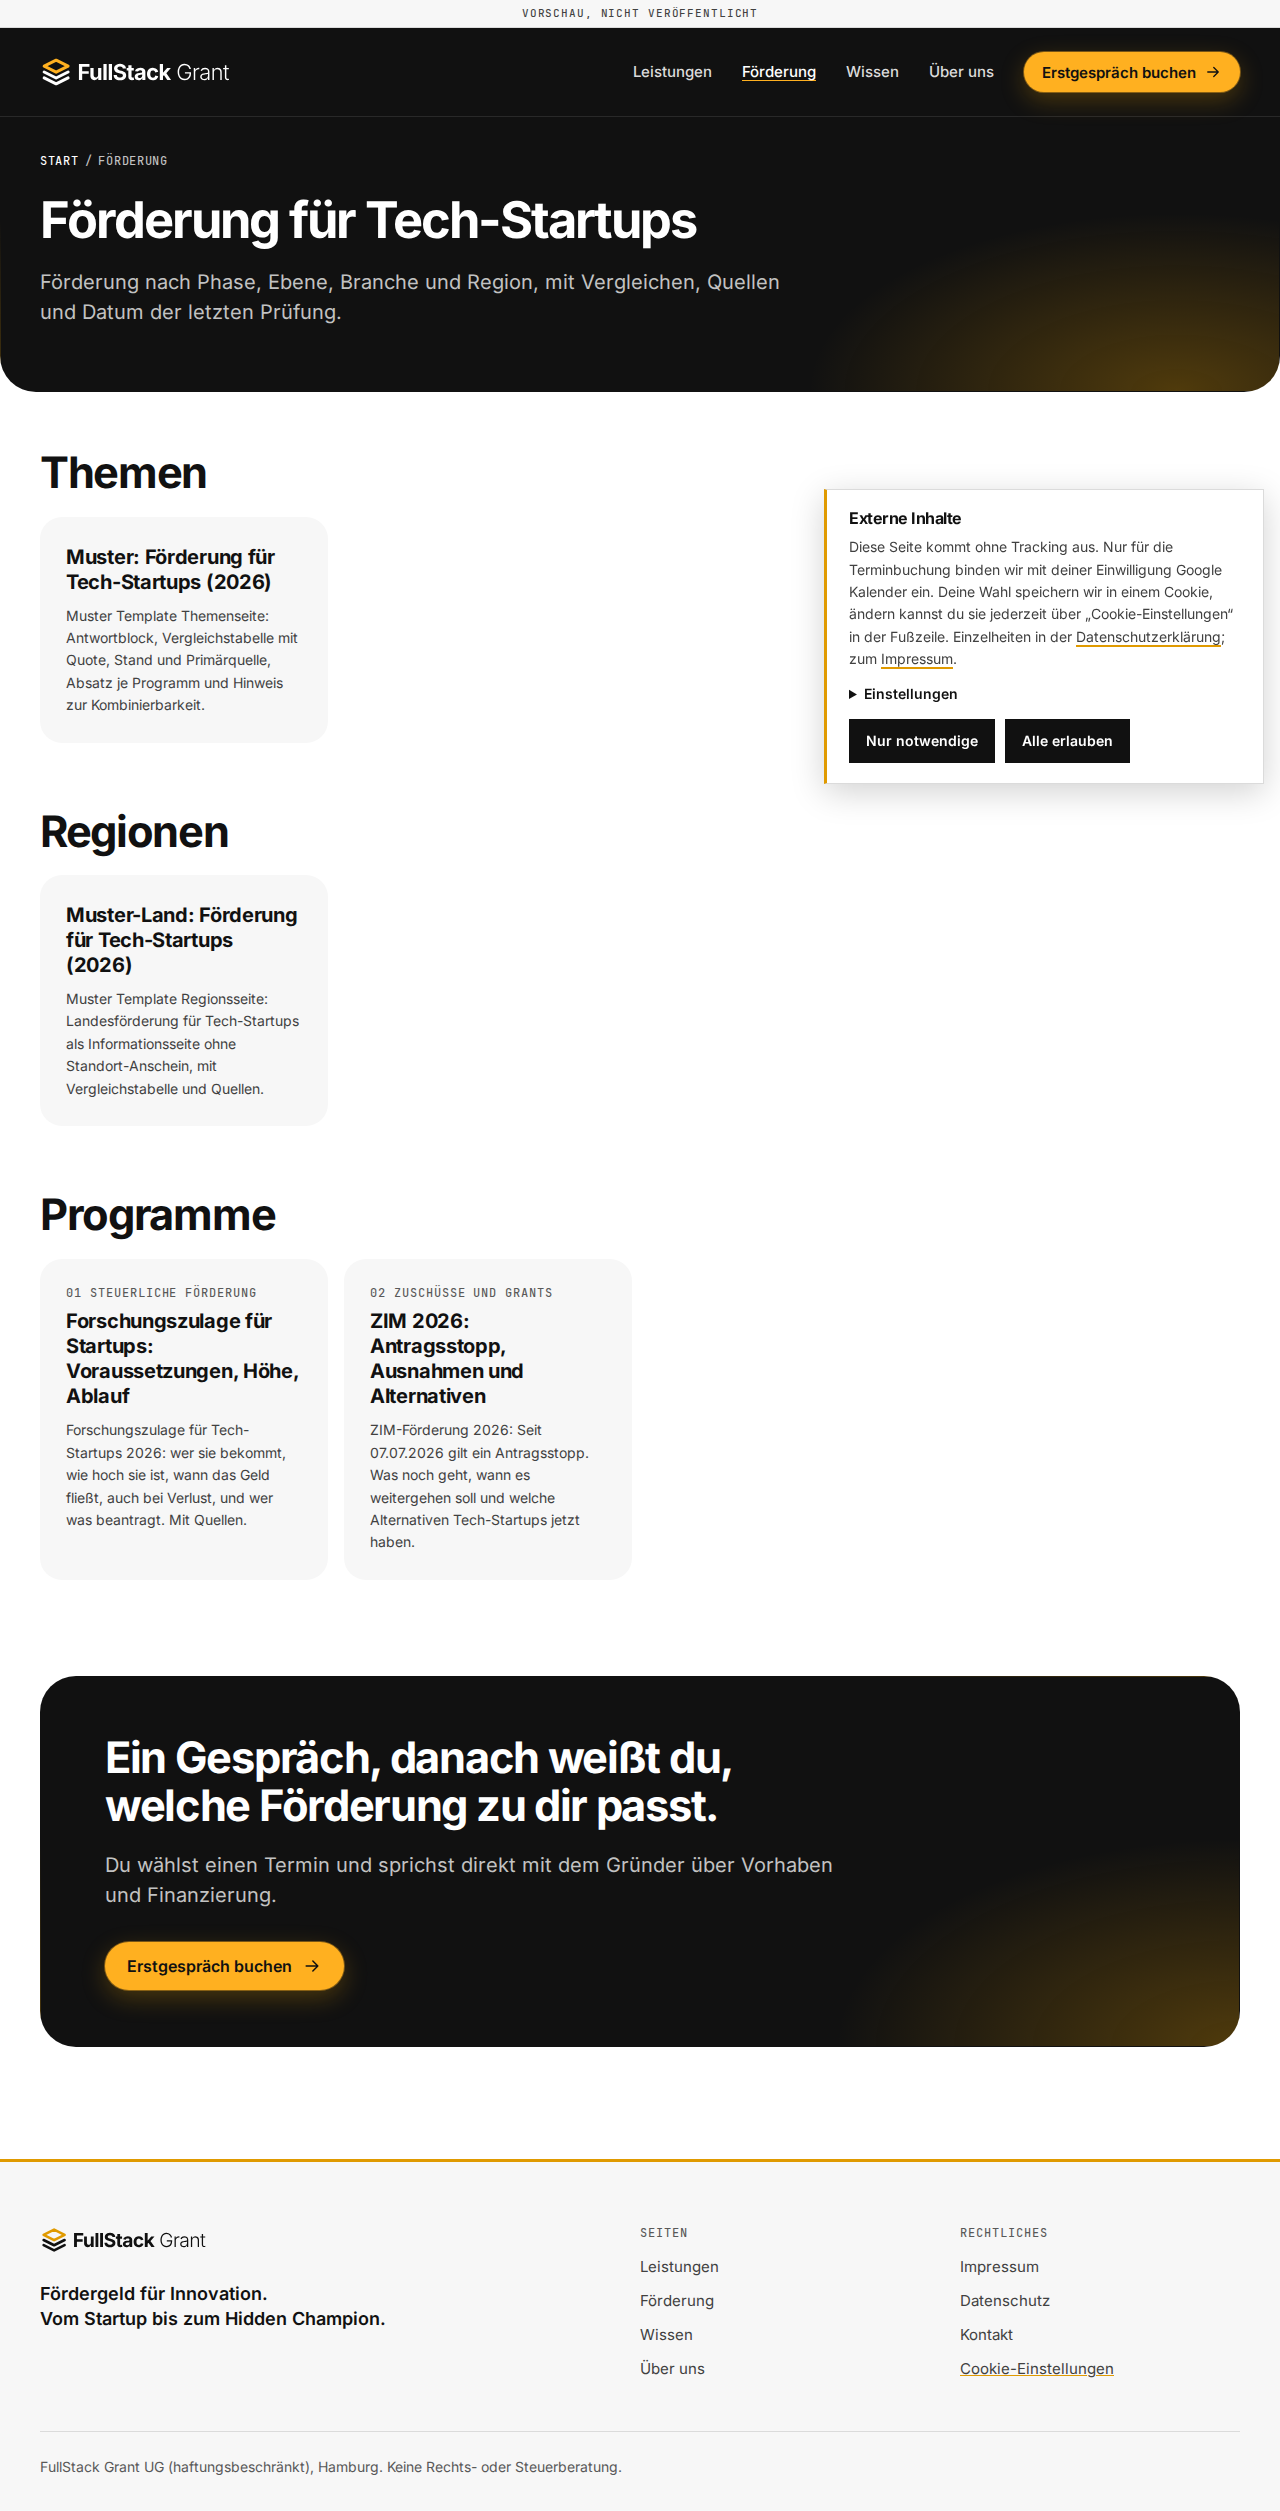 VORSCHAU, NICHT VERÖFFENTLICHT
FullStack Grant
Leistungen
Förderung
Wissen
Über uns
Erstgespräch buchen →
START / FÖRDERUNG
Förderung für Tech-Startups
Förderung nach Phase, Ebene, Branche und Region, mit Vergleichen, Quellen
und Datum der letzten Prüfung.
Themen
Muster: Förderung für
Tech-Startups (2026)
Muster Template Themenseite:
Antwortblock, Vergleichstabelle mit
Quote, Stand und Primärquelle,
Absatz je Programm und Hinweis
zur Kombinierbarkeit.
Externe Inhalte
Diese Seite kommt ohne Tracking aus. Nur für die
Terminbuchung binden wir mit deiner Einwilligung Google
Kalender ein. Deine Wahl speichern wir in einem Cookie,
ändern kannst du sie jederzeit über „Cookie-Einstellungen“
in der Fußzeile. Einzelheiten in der Datenschutzerklärung;
zum Impressum.
Einstellungen
Nur notwendige
Alle erlauben
Regionen
Muster-Land: Förderung
für Tech-Startups
(2026)
Muster Template Regionsseite:
Landesförderung für Tech-Startups
als Informationsseite ohne
Standort-Anschein, mit
Vergleichstabelle und Quellen.
Programme
01 STEUERLICHE FÖRDERUNG
Forschungszulage für
Startups:
Voraussetzungen, Höhe,
Ablauf
Forschungszulage für Tech-
Startups 2026: wer sie bekommt,
wie hoch sie ist, wann das Geld
fließt, auch bei Verlust, und wer
was beantragt. Mit Quellen.
02 ZUSCHÜSSE UND GRANTS
ZIM 2026:
Antragsstopp,
Ausnahmen und
Alternativen
ZIM-Förderung 2026: Seit
07.07.2026 gilt ein Antragsstopp.
Was noch geht, wann es
weitergehen soll und welche
Alternativen Tech-Startups jetzt
haben.
Ein Gespräch, danach weißt du,
welche Förderung zu dir passt.
Du wählst einen Termin und sprichst direkt mit dem Gründer über Vorhaben
und Finanzierung.
Erstgespräch buchen →
FullStack Grant
Fördergeld für Innovation.
Vom Startup bis zum Hidden Champion.
SEITEN
Leistungen
Förderung
Wissen
Über uns
RECHTLICHES
Impressum
Datenschutz
Kontakt
Cookie-Einstellungen
FullStack Grant UG (haftungsbeschränkt), Hamburg. Keine Rechts- oder Steuerberatung.